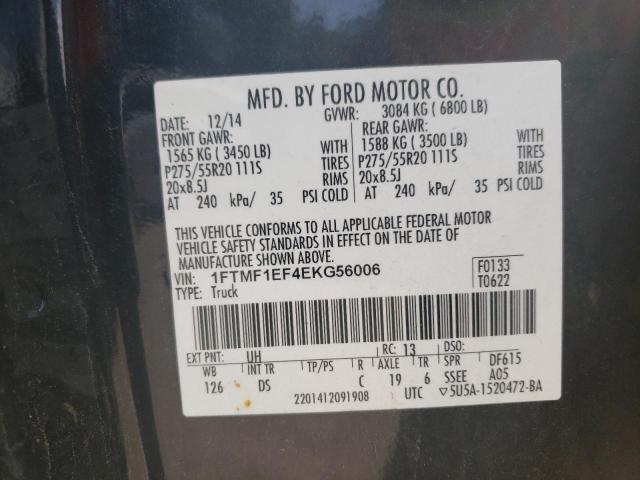 MFD. BY FORD MOTOR CO.
DATE: 12/14 GVWR: 3084 KG ( 6800 LB)
FRONT GAWR: REAR GAWR:
1565 KG ( 3450 LB) WITH 1588 KG ( 3500 LB) WITH
P275/55R20 111S TIRES P275/55R20 111S TIRES
20x8.5J RIMS 20x8.5J RIMS
AT 240 kPa/ 35 PSI COLD AT 240 kPa/ 35 PSI COLD
THIS VEHICLE CONFORMS TO ALL APPLICABLE FEDERAL MOTOR
VEHICLE SAFETY STANDARDS IN EFFECT ON THE DATE OF
MANUFACTURE SHOWN ABOVE.
VIN: 1FTMF1EF4EKG56006 F0133
TYPE: Truck T0622
EXT PNT: UH RC: 13 DSO:
WB INT TR TP/PS R AXLE TR SPR DF615
126 DS C 19 6 SSEE A05
2201412091908 UTC ▽5U5A-1520472-BA